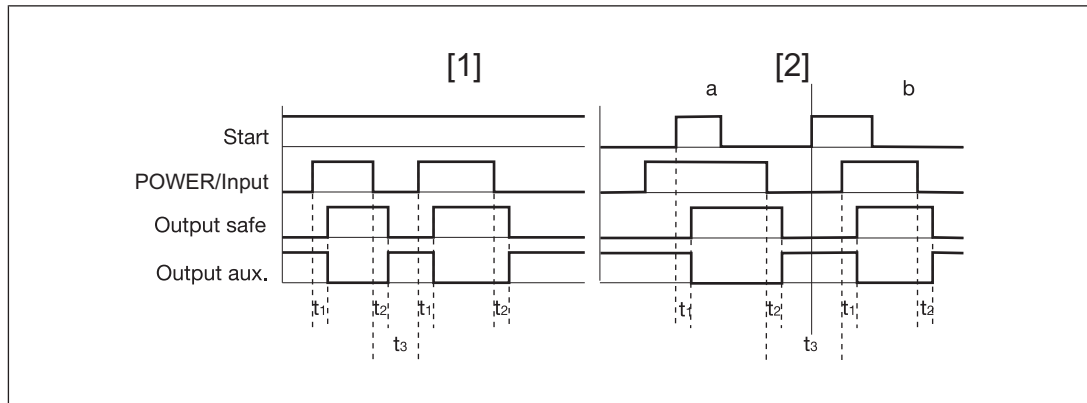 [1] [2]
a b
Start
POWER/Input
Output safe
Output aux.
t1 t2 t1 t2 t1 t2 t1 t2
t3 t3